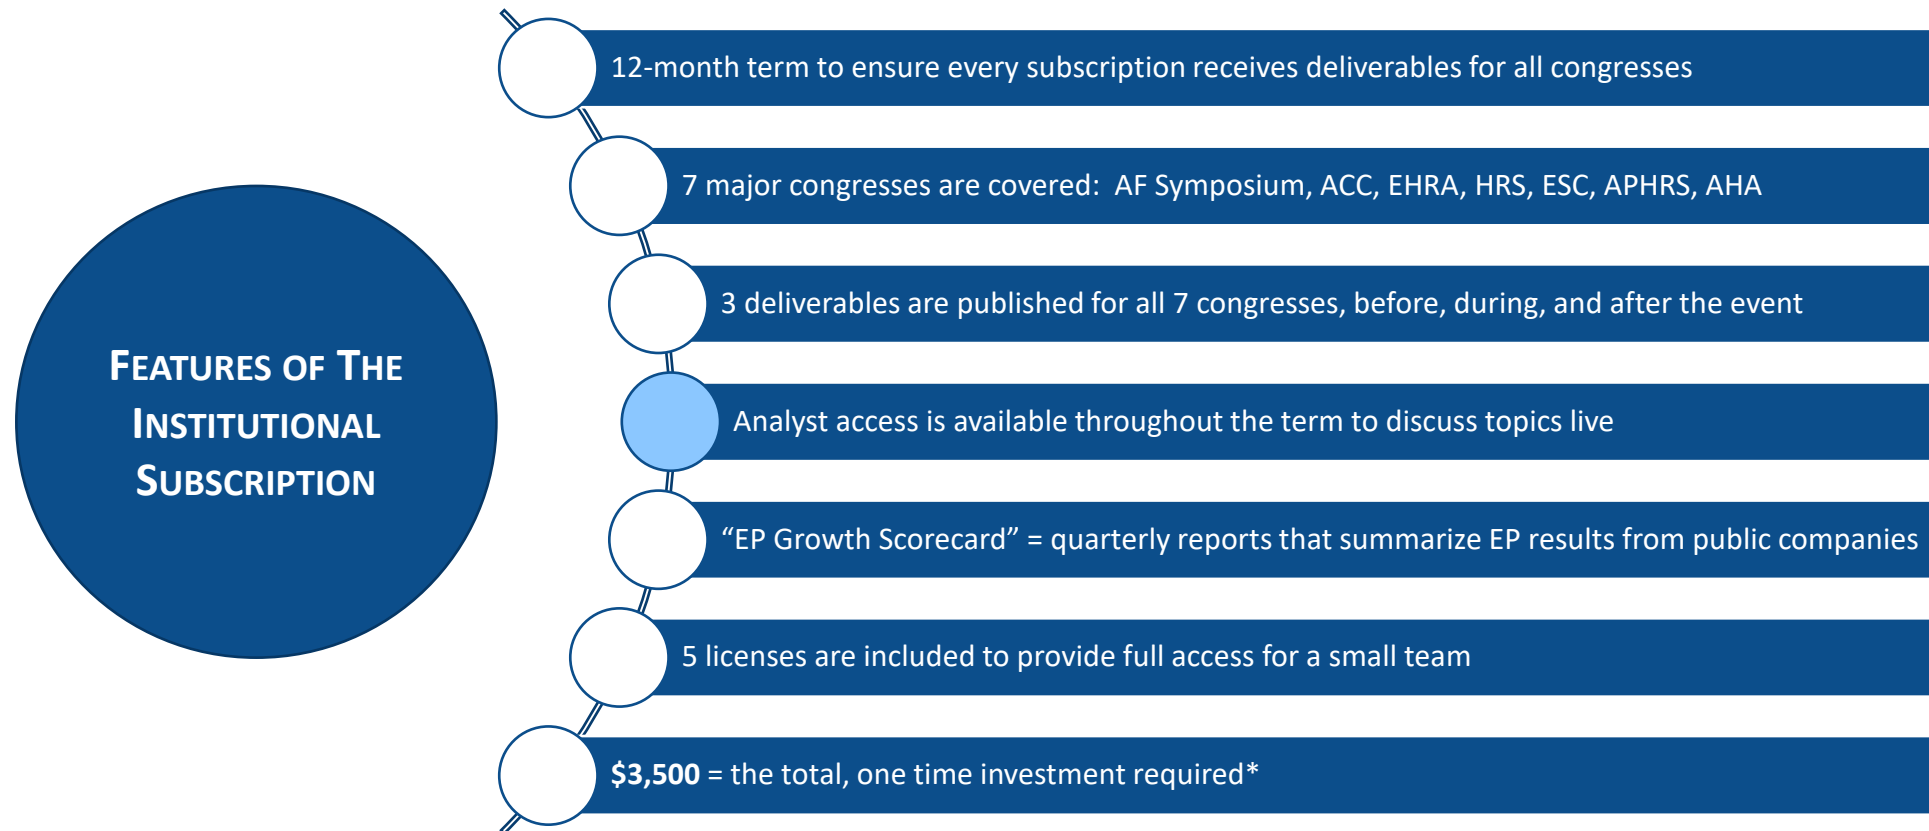 FEATURES OF THE
INSTITUTIONAL
SUBSCRIPTION
12-month term to ensure every subscription receives deliverables for all congresses
7 major congresses are covered:  AF Symposium, ACC, EHRA, HRS, ESC, APHRS, AHA
3 deliverables are published for all 7 congresses, before, during, and after the event
Analyst access is available throughout the term to discuss topics live
“EP Growth Scorecard” = quarterly reports that summarize EP results from public companies
5 licenses are included to provide full access for a small team
$3,500 = the total, one time investment required*